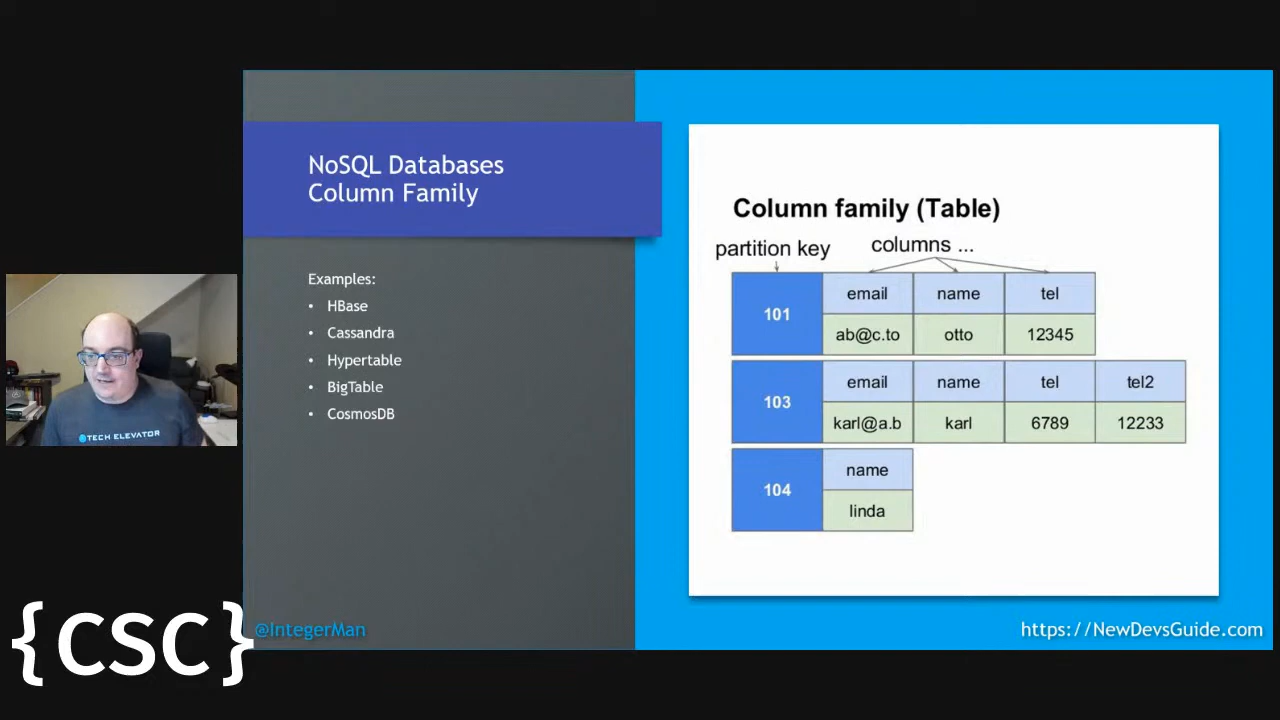 NoSQL Databases
Column Family
Examples:
• HBase
• Cassandra
• Hypertable
• BigTable
• CosmosDB
@IntegerMan
Column family (Table)
partition key
columns ...
101
email name tel
ab@c.to otto 12345
103
email name tel tel2
karl@a.b karl 6789 12233
104
name
linda
https://NewDevsGuide.com
TECH ELEVATOR
{CSC}